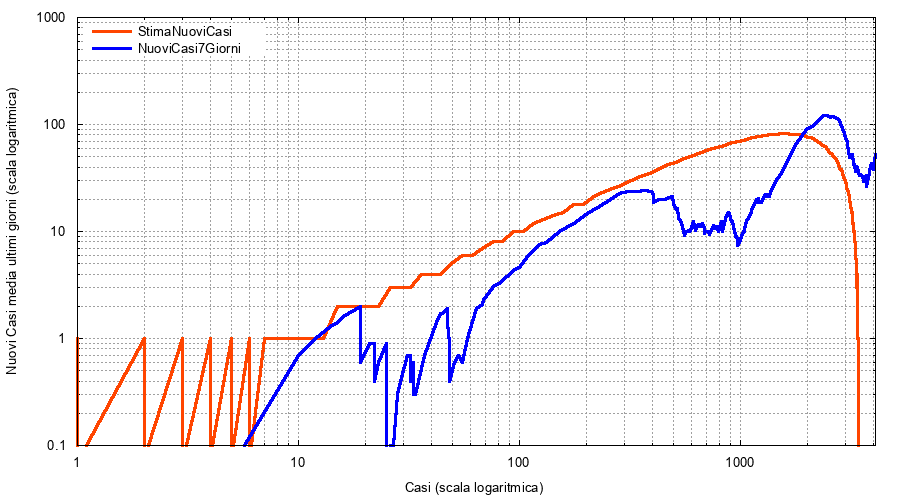 1000
100
10
1
0.1
1
10
100
1000
StimaNuoviCasi
NuoviCasi7Giorni
Nuovi Casi media ultimi giorni (scala logaritmica)
Casi (scala logaritmica)